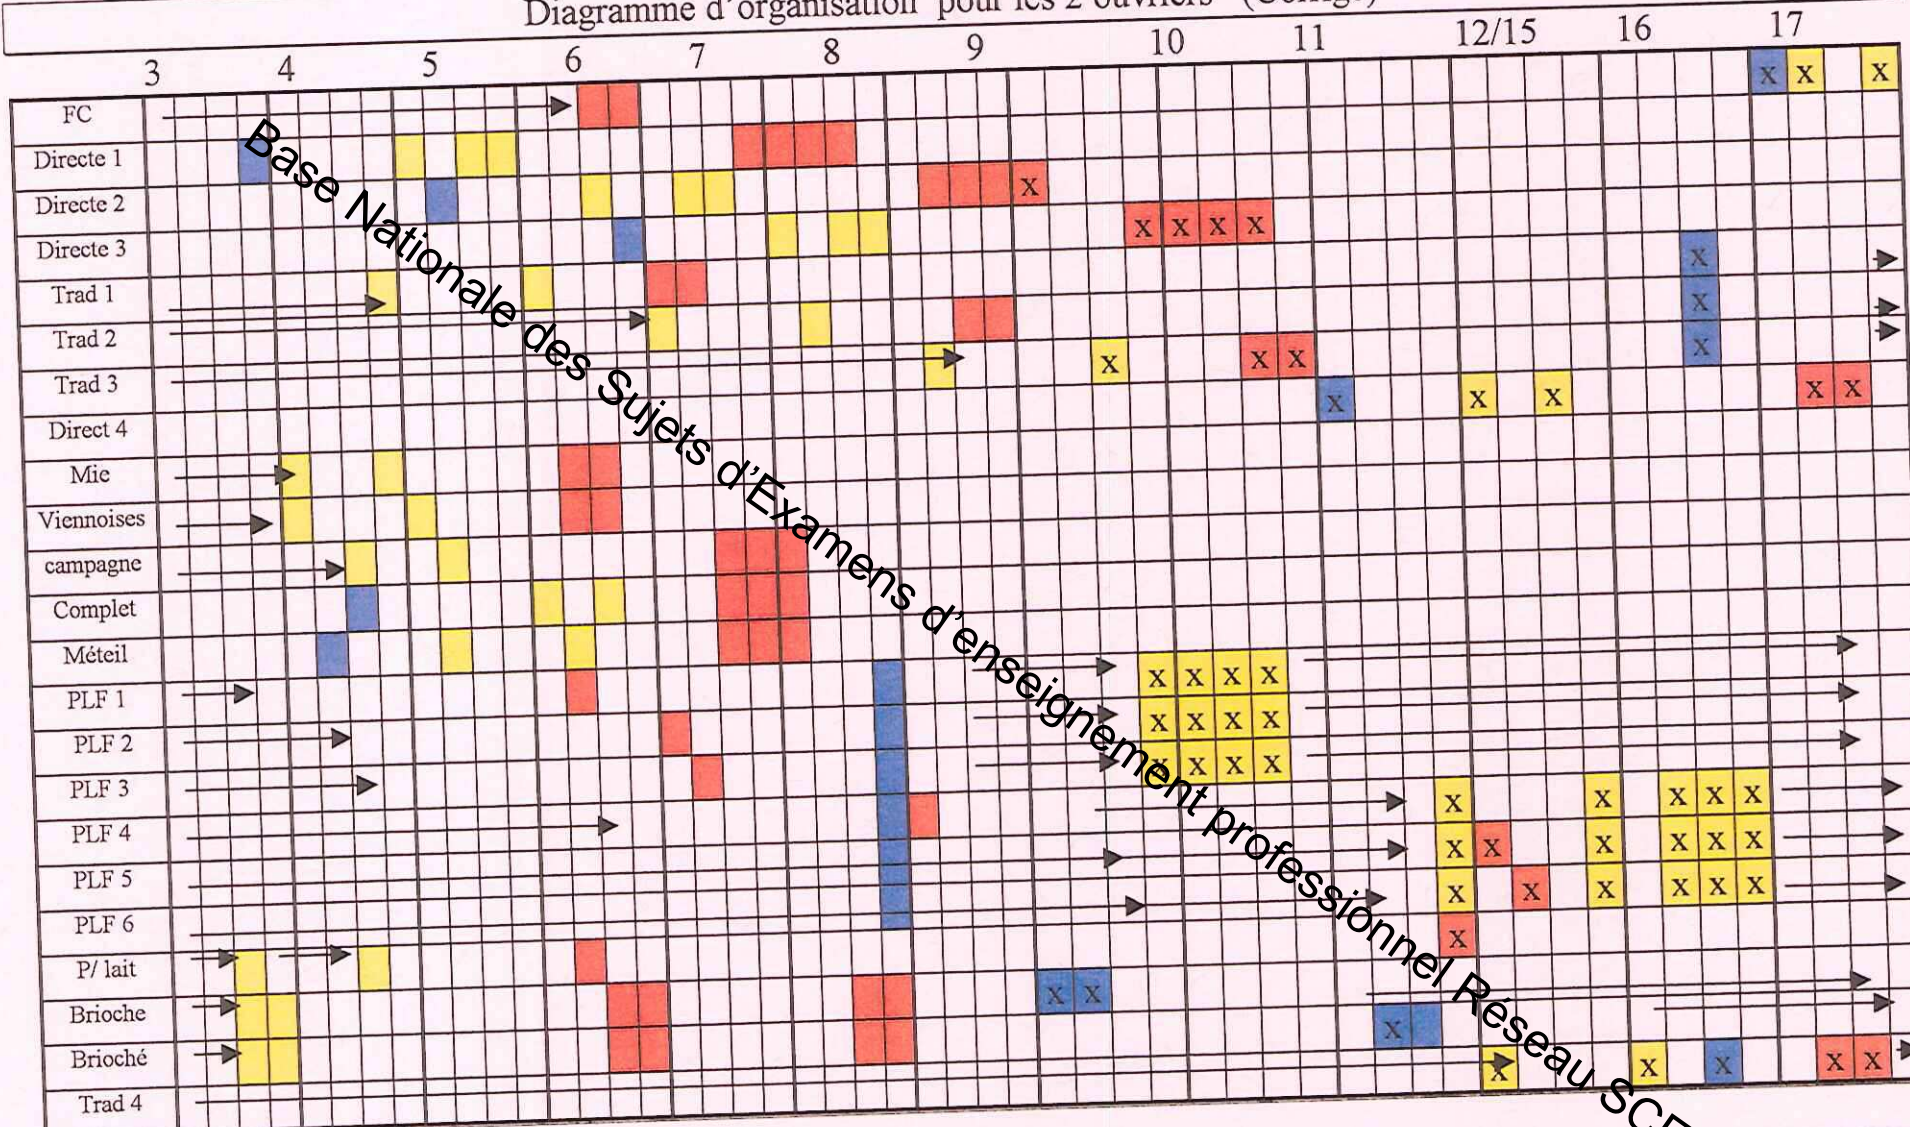 Diagramme d'organisation pour les 2 ouvriers (Corrigé)
3 4 5 6 7 8 9 10 11 12/15 16 17
FC x x x
Directe 1
Directe 2 x
Directe 3 x x x x x
Trad 1 x
Trad 2 x
Trad 3 x x x
Direct 4 x x x x x
Mie
Viennoises
campagne
Complet
Méteil
PLF 1 x x x x
PLF 2 x x x x
PLF 3 x x x x
PLF 4 x x x x x
PLF 5 x x x x x x
PLF 6 x x x x x x
P/ lait x
Brioche x x
Brioché x
Trad 4 x x x x x
Base Nationale des Sujets d'Examens d'enseignement professionnel Réseau